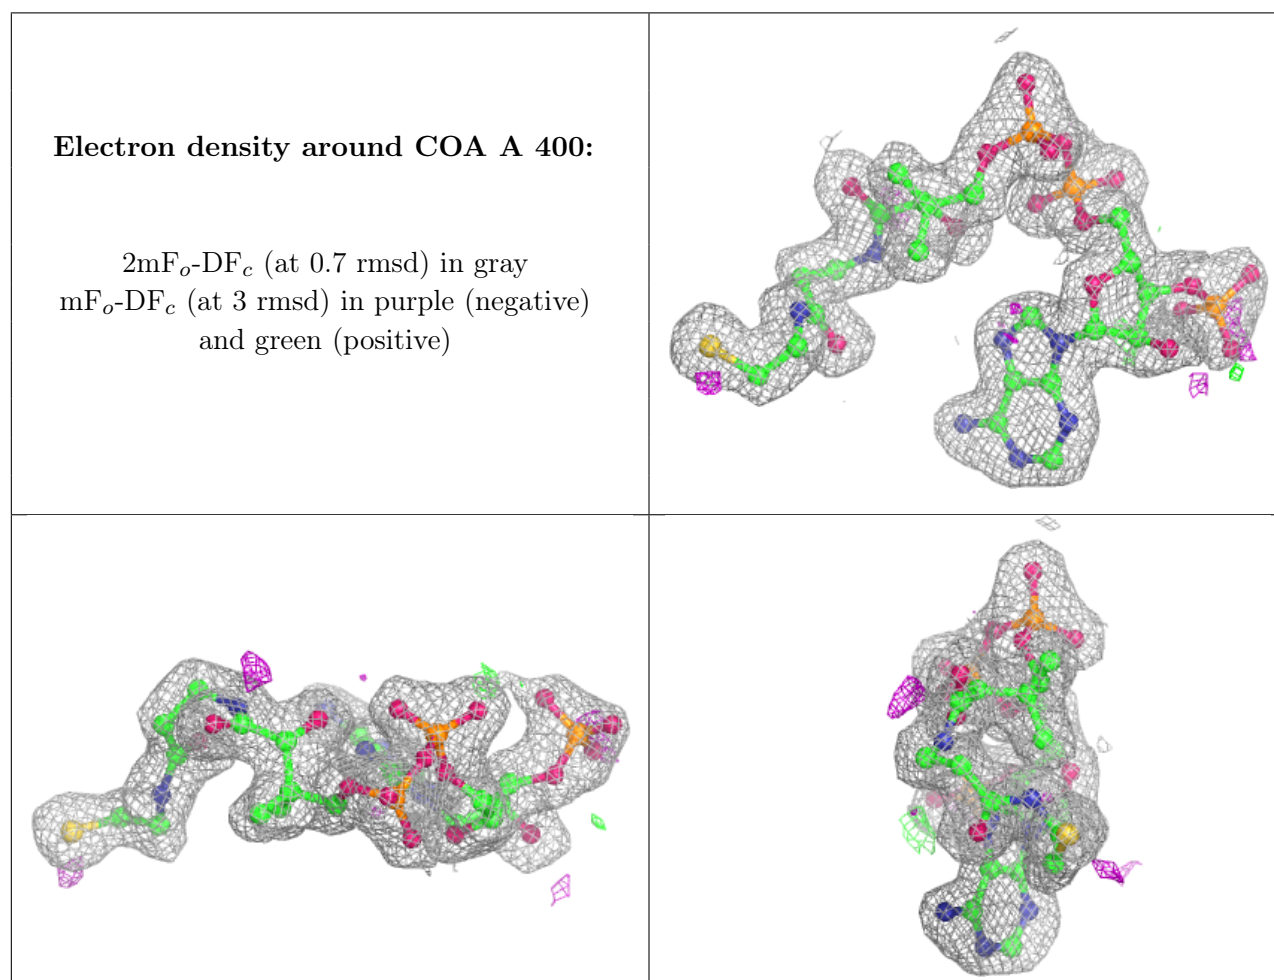 Electron density around COA A 400:
2mFo-DFc (at 0.7 rmsd) in gray
mFo-DFc (at 3 rmsd) in purple (negative)
and green (positive)